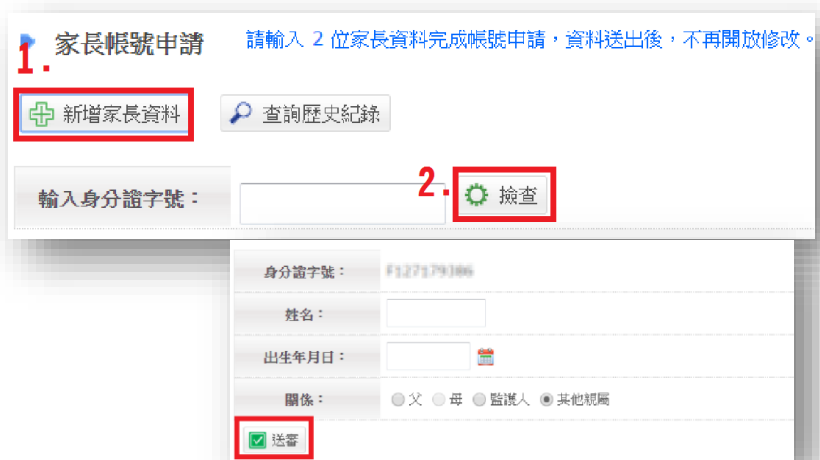 家長帳號申請 請輸入 2 位家長資料完成帳號申請，資料送出後，不再開放修改。
1.
新增家長資料 查詢歷史紀錄
輸入身分證字號： 2. 撿查
身分證字號：
姓名：
出生年月日：
關係： 父 母 監護人 其他親屬
送審